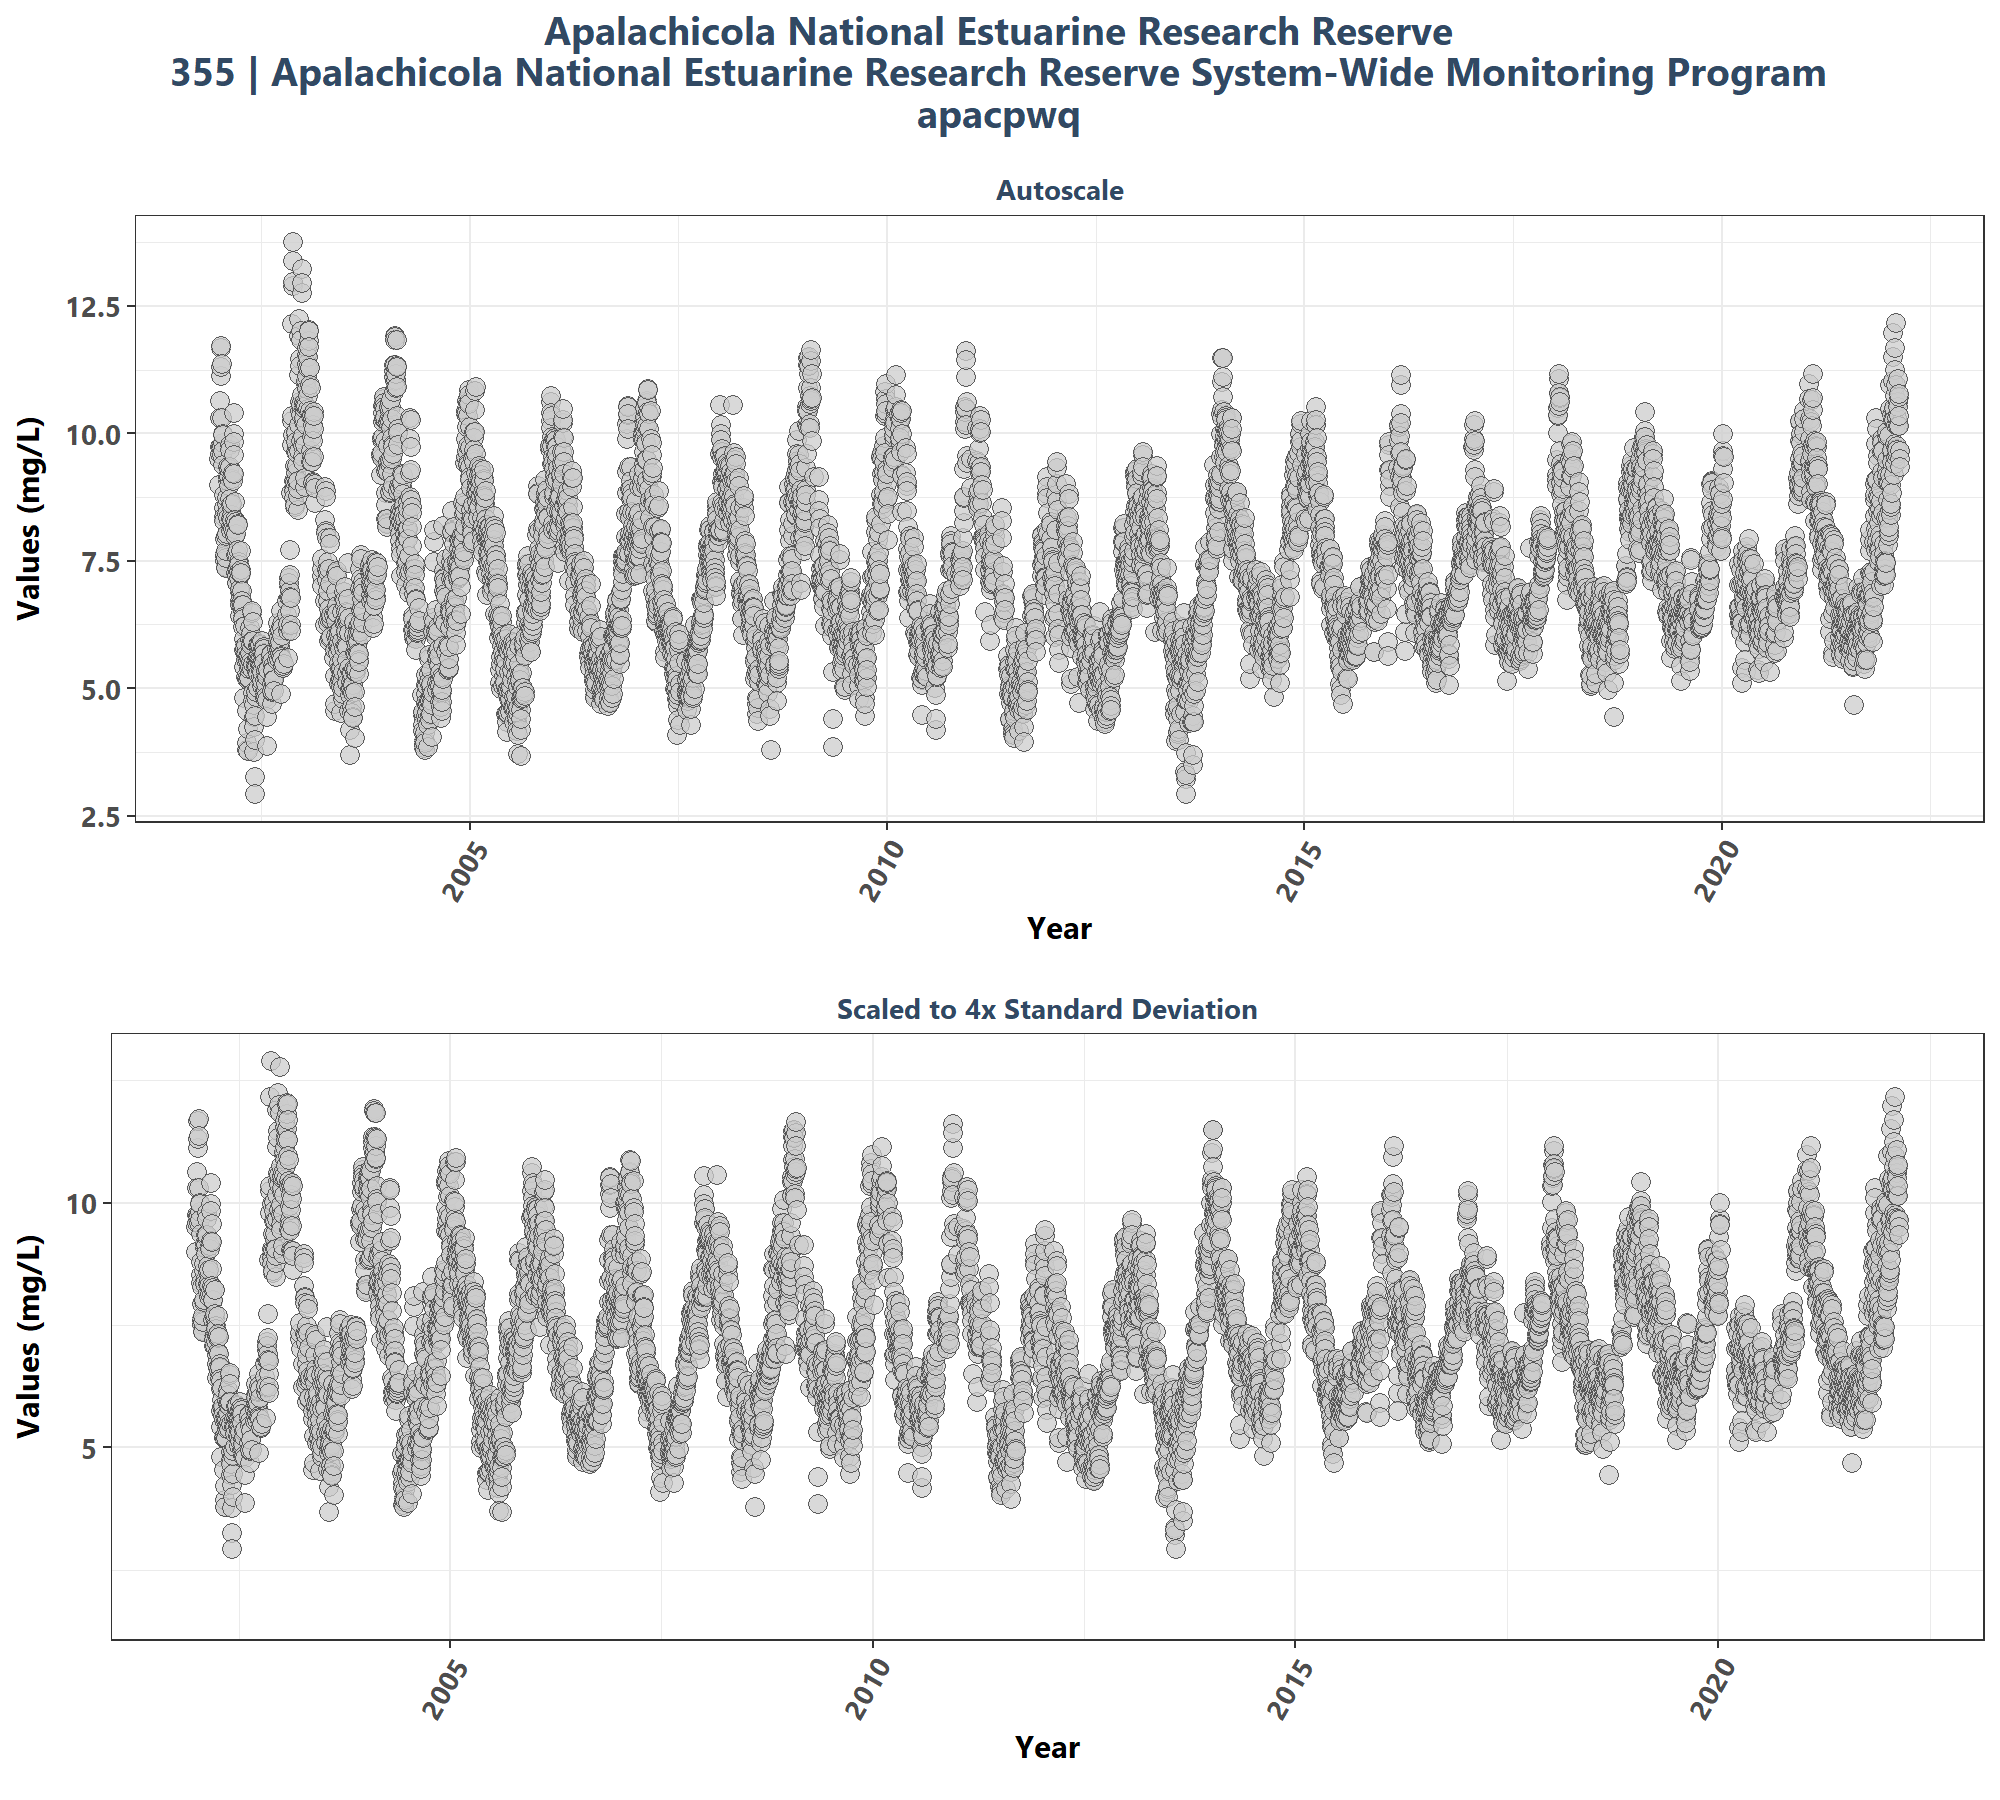 Apalachicola National Estuarine Research Reserve
355 | Apalachicola National Estuarine Research Reserve System-Wide Monitoring Program
apacpwq
Autoscale
Values (mg/L)
12.5
10.0
7.5
5.0
2.5
2005
2010
2015
2020
Year
Scaled to 4x Standard Deviation
Values (mg/L)
10
5
2005
2010
2015
2020
Year